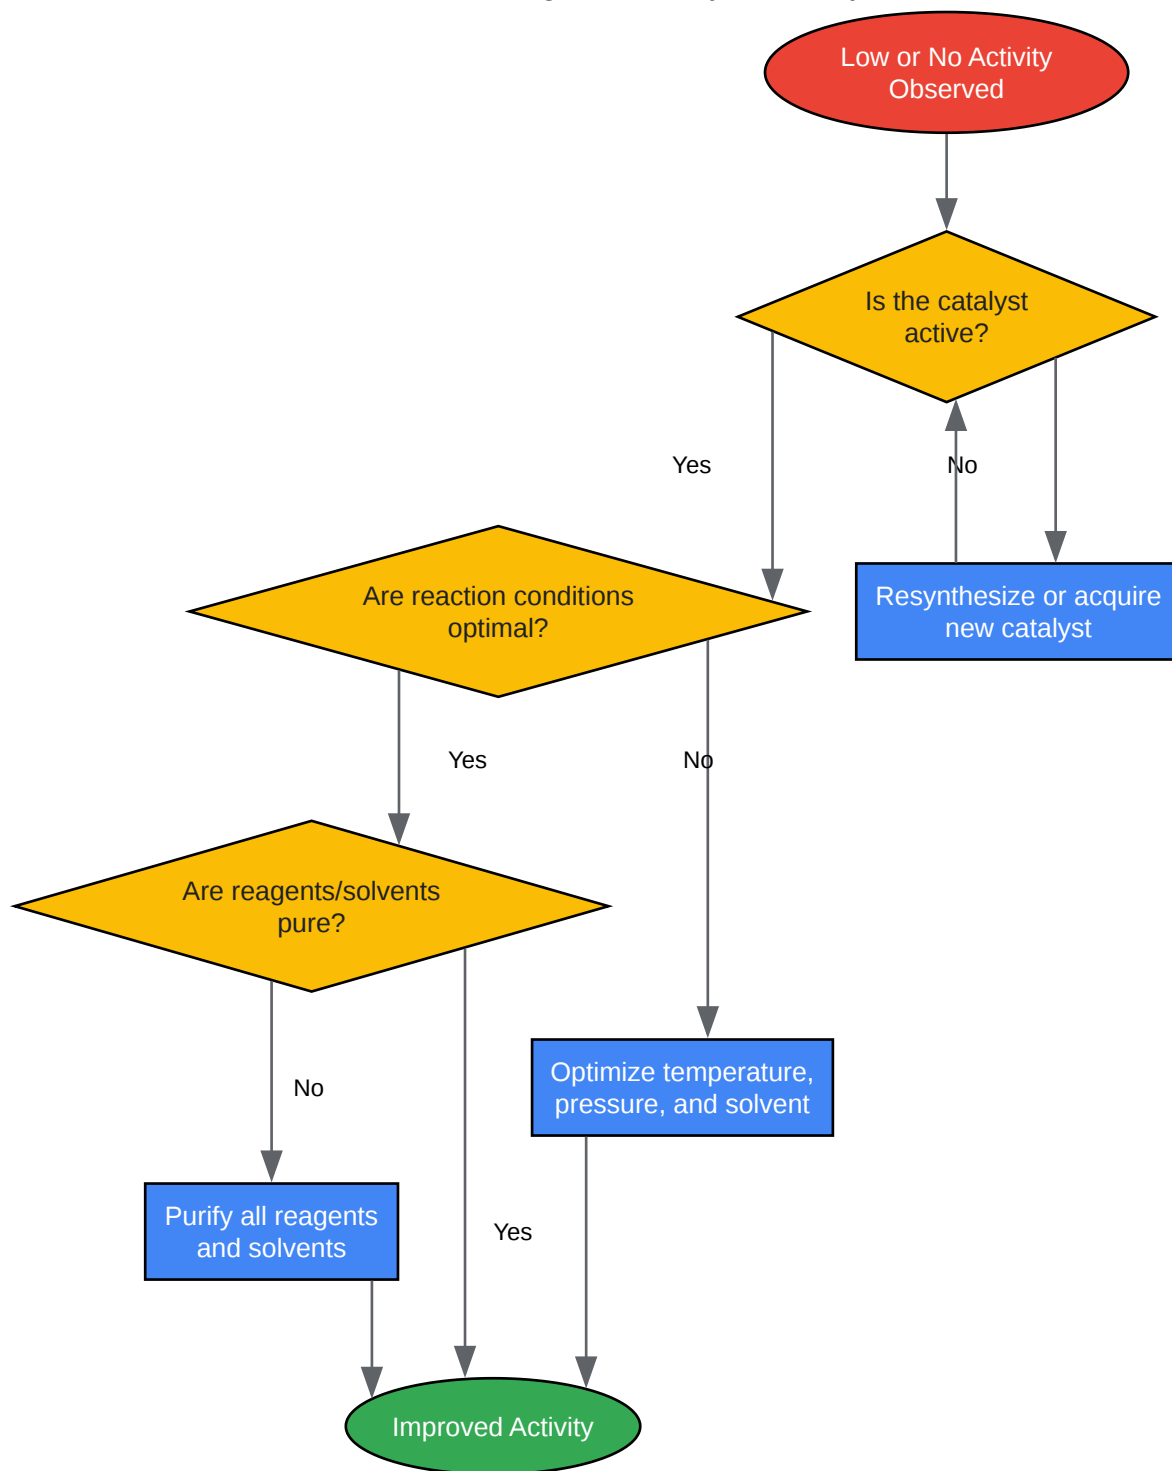 Low or No Activity
Observed
Is the catalyst
active?
Yes
No
Are reaction conditions
optimal?
Resynthesize or acquire
new catalyst
Yes
No
Are reagents/solvents
pure?
Optimize temperature,
pressure, and solvent
No
Purify all reagents
and solvents
Yes
Improved Activity